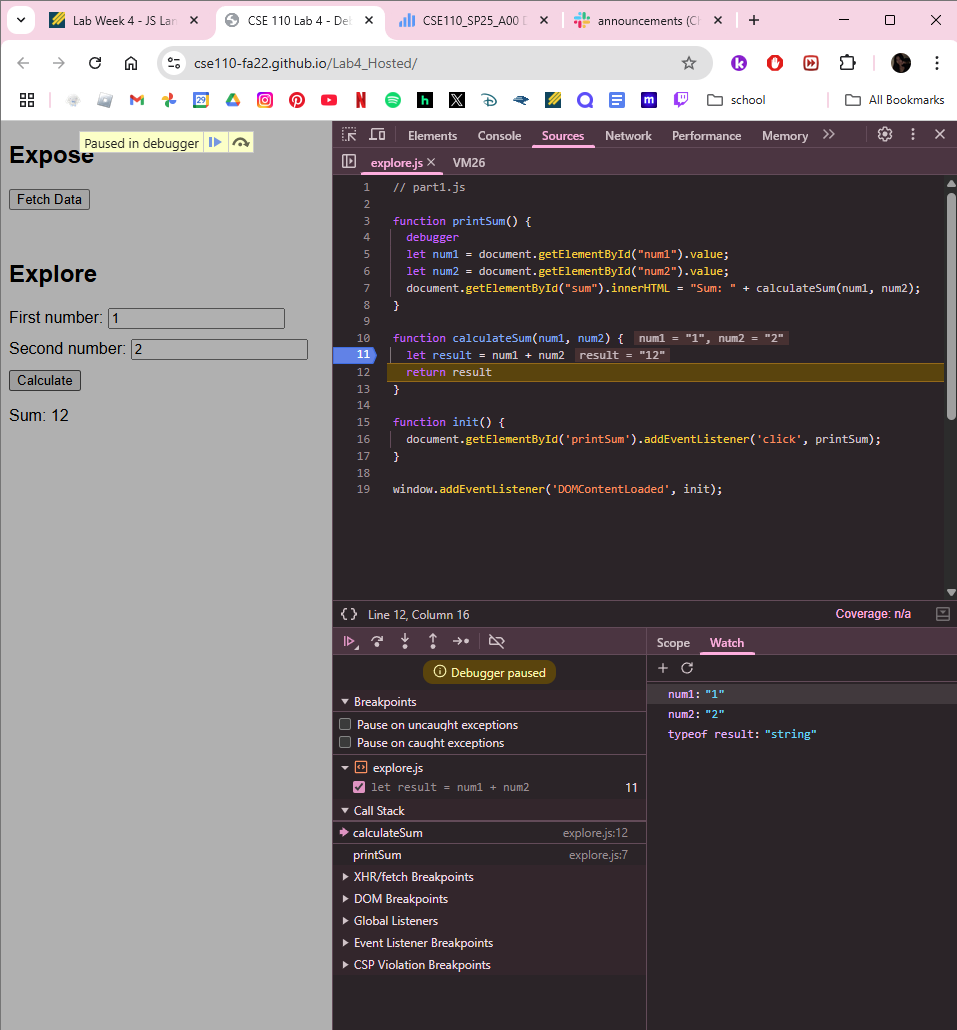 Lab Week 4 - JS Lan
CSE 110 Lab 4 - Deb
CSE110_SP25_A00 D
announcements (Ch
cse110-fa22.github.io/Lab4_Hosted/
school
All Bookmarks
Paused in debugger
Expose
Fetch Data
Explore
First number: 1
Second number: 2
Calculate
Sum: 12
Elements Console Sources Network Performance Memory
explore.js VM26
1 // part1.js
2
3 function printSum() {
4 debugger
5 let num1 = document.getElementById("num1").value;
6 let num2 = document.getElementById("num2").value;
7 document.getElementById("sum").innerHTML = "Sum: " + calculateSum(num1, num2);
8 }
9
10 function calculateSum(num1, num2) { num1 = "1", num2 = "2"
11 let result = num1 + num2 result = "12"
12 return result
13 }
14
15 function init() {
16 document.getElementById('printSum').addEventListener('click', printSum);
17 }
18
19 window.addEventListener('DOMContentLoaded', init);
{ } Line 12, Column 16
Coverage: n/a
Debugger paused
Breakpoints
Pause on uncaught exceptions
Pause on caught exceptions
explore.js
let result = num1 + num2 11
Call Stack
calculateSum explore.js:12
printSum explore.js:7
XHR/fetch Breakpoints
DOM Breakpoints
Global Listeners
Event Listener Breakpoints
CSP Violation Breakpoints
Scope Watch
num1: "1"
num2: "2"
typeof result: "string"